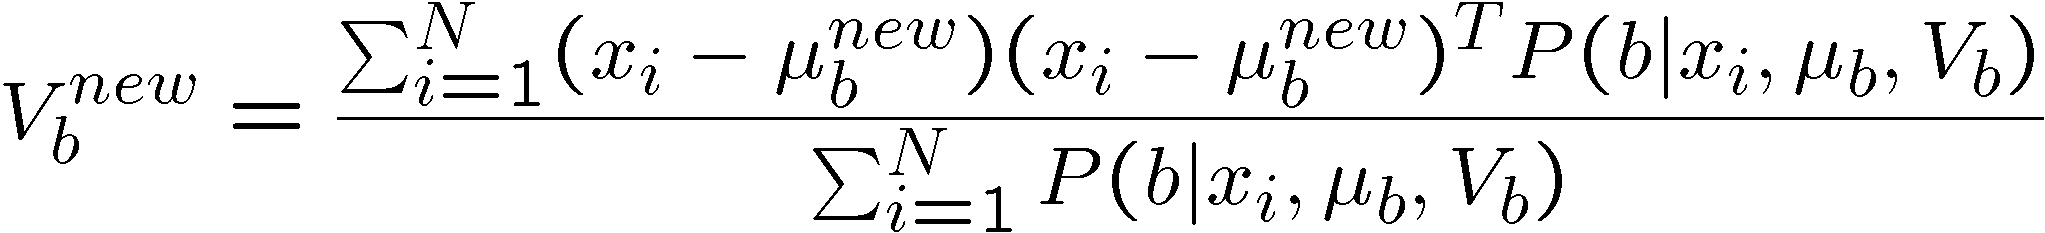 V_b^{new} = \frac{\sum_{i=1}^{N}(x_i - \mu_b^{new})(x_i - \mu_b^{new})^T P(b|x_i, \mu_b, V_b)}{\sum_{i=1}^{N} P(b|x_i, \mu_b, V_b)}